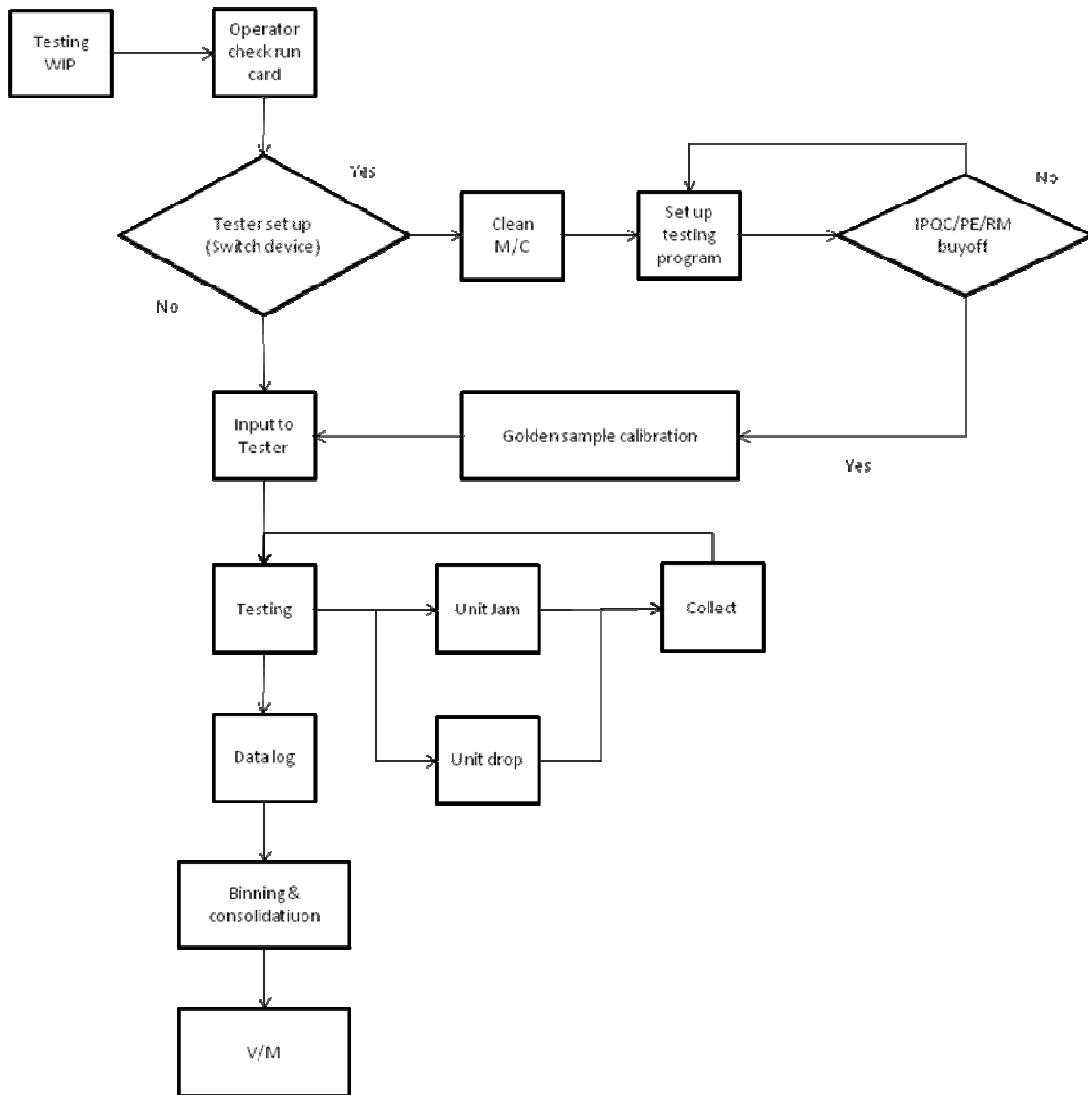 Testing
WIP
Operator
check run
card
Yes
No
Tester set up
(Switch device)
Clean
M/C
Set up
testing
program
IPQC/PE/RM
buyoff
No
Input to
Tester
Golden sample calibration
Yes
Testing
Unit Jam
Collect
Data log
Unit drop
Binning &
consolidatiuon
V/M